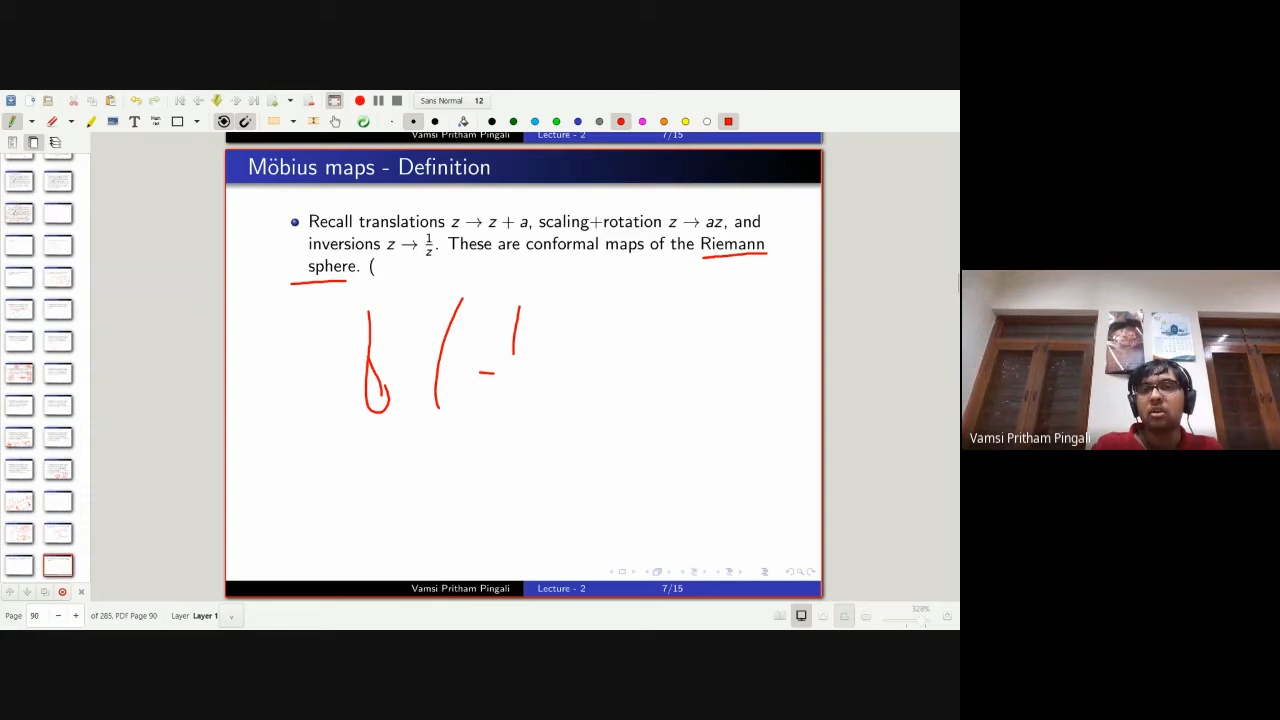 Sans Normal 12
Vamsi Pritham Pingali Lecture - 2 7/15
Möbius maps - Definition
Recall translations z → z + a, scaling+rotation z → az, and
inversions z → 1/z. These are conformal maps of the Riemann
sphere. (
Vamsi Pritham Pingali
Vamsi Pritham Pingali Lecture - 2 7/15
Page 90 of 285, PDF Page 90 Layer Layer 1 328%